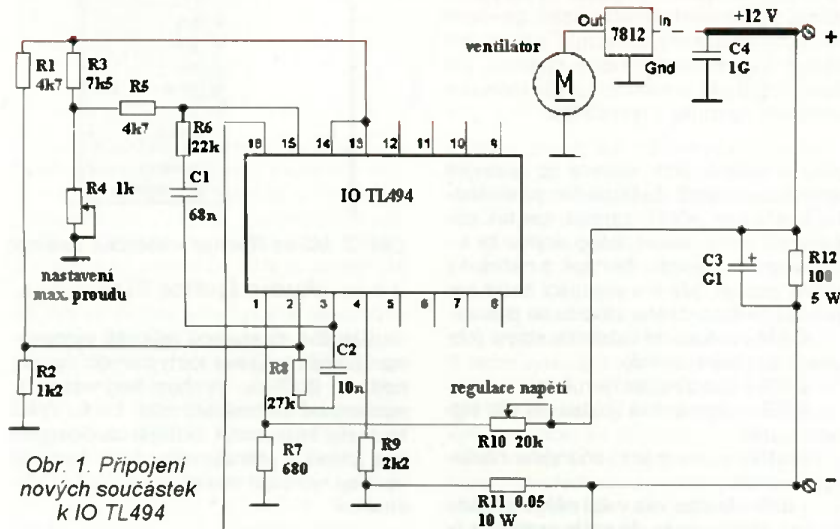 Out
In
7812
Gnd
+12 V
+
C4
1G
ventilátor
M
R1
4k7
R3
7k5
R5
4k7
R6
22k
C1
68n
R4 1k
nastavení
max. proudu
R2
1k2
16 15 14 13 12 11 10 9
IO TL494
1 2 3 4 5 6 7 8
C2
10n
R8
27k
R7
680
R9
2k2
regulace napětí
R10 20k
R11 0.05
10 W
C3
G1
+
R12
100
5 W
-
Obr. 1. Připojení
nových součástek
k IO TL494